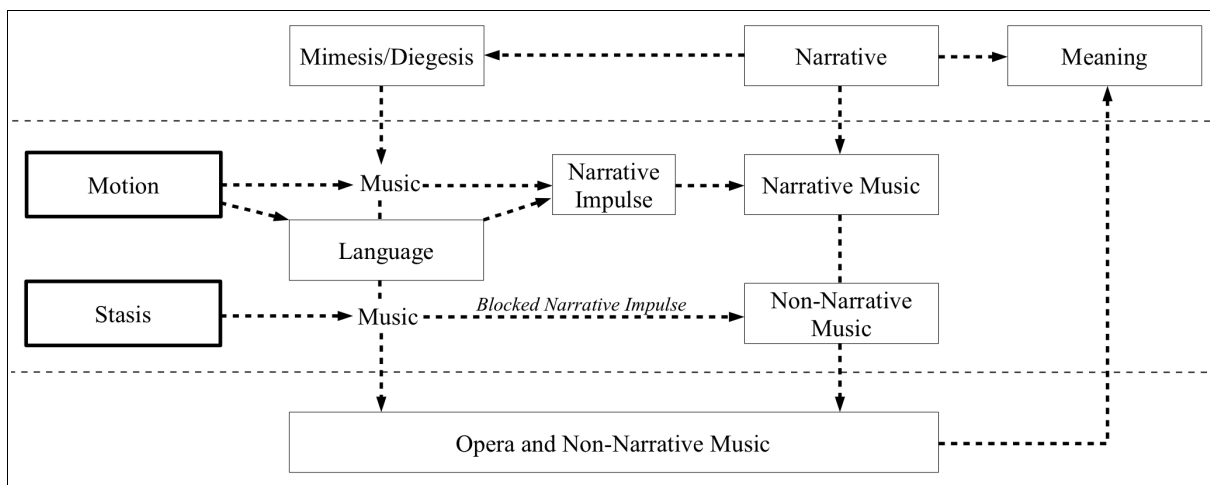 Mimesis/Diegesis
Narrative
Meaning
Motion
Music
Narrative
Impulse
Narrative Music
Language
Stasis
Music
Blocked Narrative Impulse
Non-Narrative
Music
Opera and Non-Narrative Music